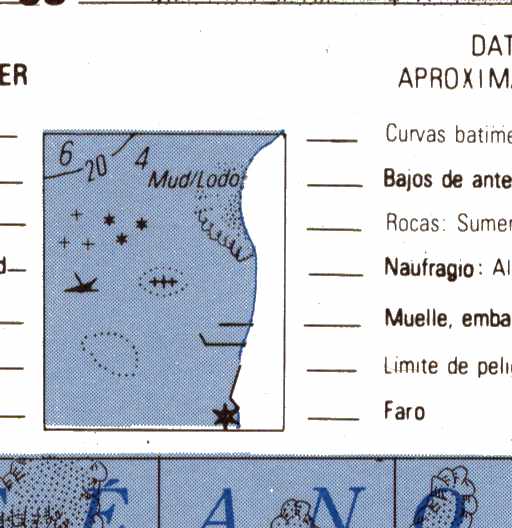 DAT
ER
APROXIMA
Curvas batime
6 20 4
Mud/Lodo
Bajos de ante
Rocas: Sumer
d
Naufragio: Al
Muelle, emba
Limite de pelig
Faro
É A N O